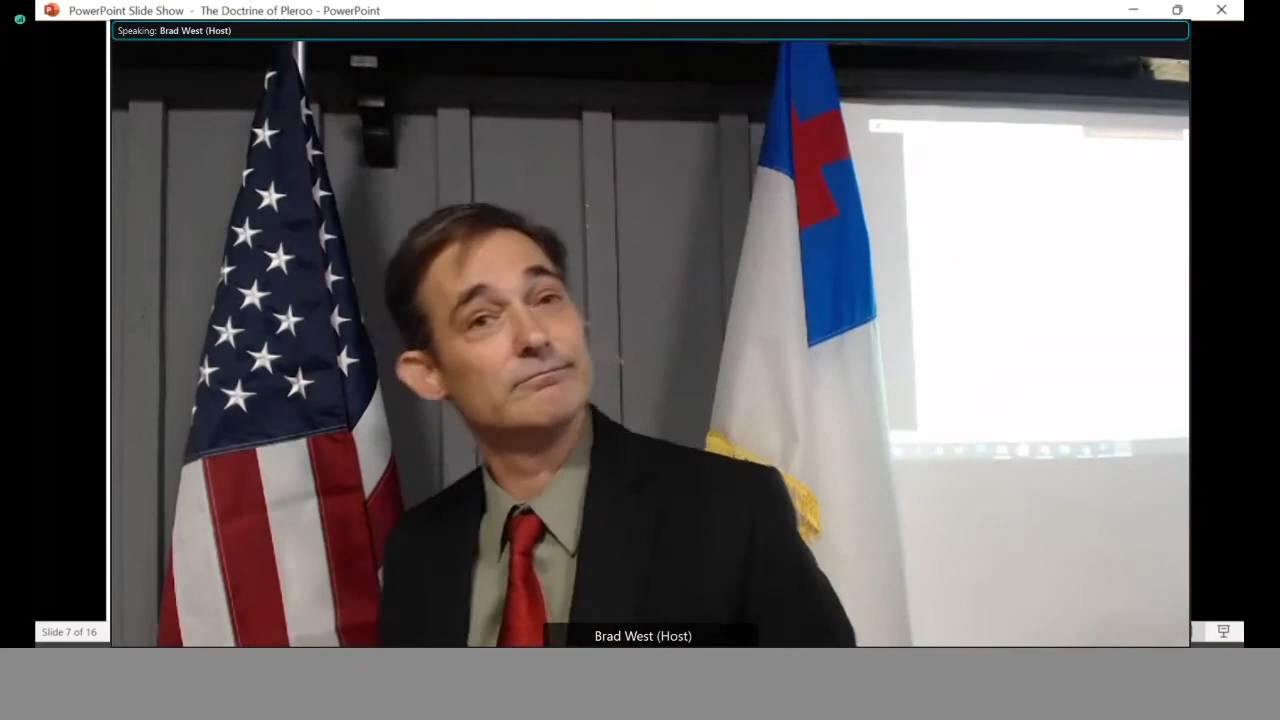 PowerPoint Slide Show - The Doctrine of Pleroo - PowerPoint
Speaking: Brad West (Host)
Brad West (Host)
Slide 7 of 16